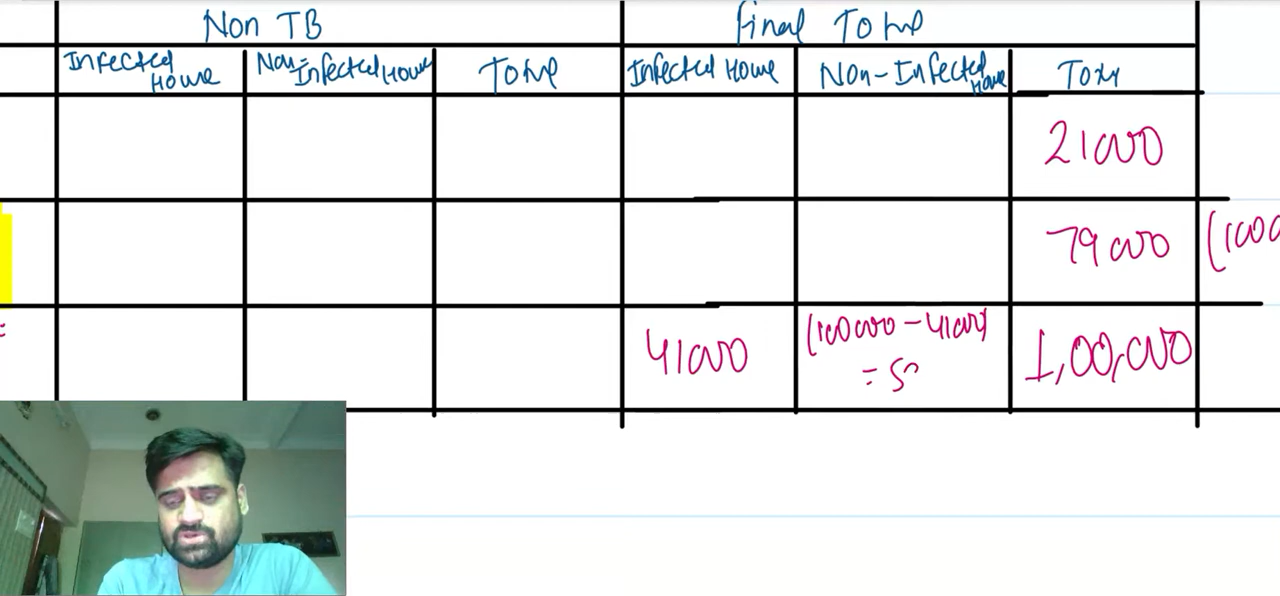 Non TB
Final Total
Infected Home
Non-Infected Home
Total
Infected Home
Non-Infected Home
Total
21000
79000
(1000
=
41000
(100000-41000)
=5
1,00,000